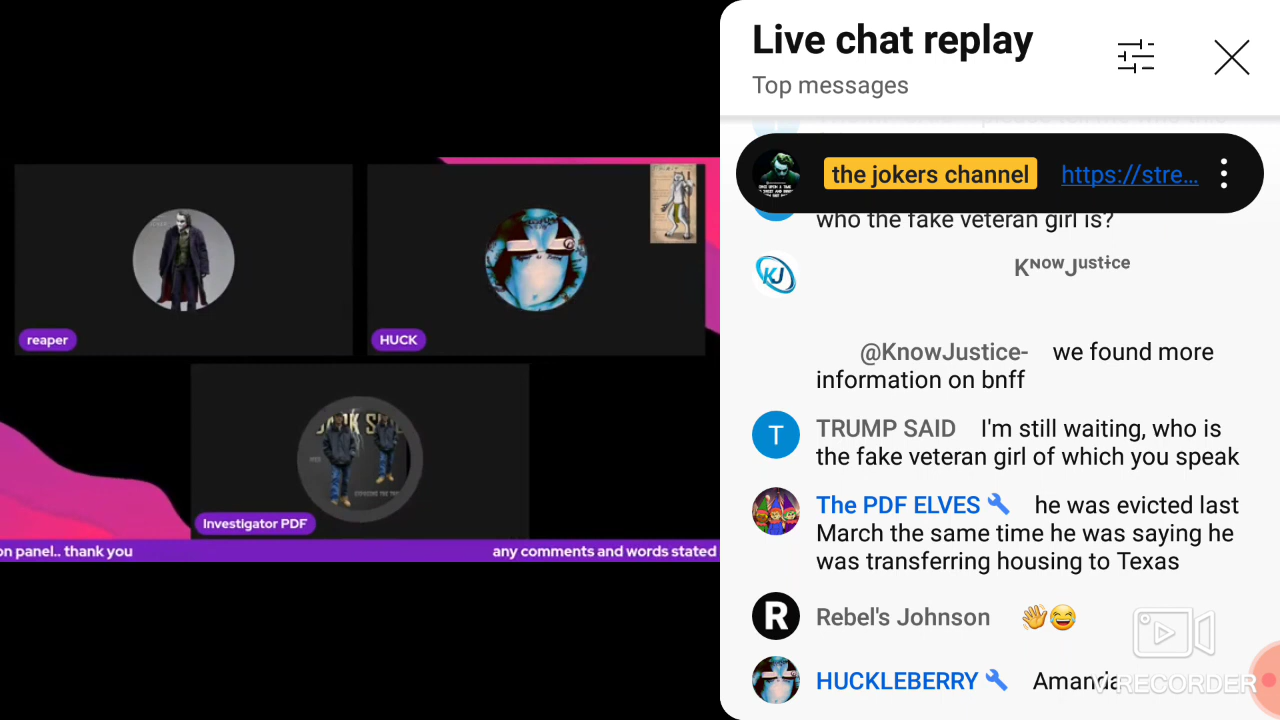 reaper
HUCK
Investigator PDF
on panel.. thank you
any comments and words stated
Live chat replay
Top messages
the jokers channel https://stre...
who the fake veteran girl is?
KJ
KᴺᵒʷJᵘˢᵗⁱᶜᵉ
@KnowJustice- we found more
information on bnff
T
TRUMP SAID I'm still waiting, who is
the fake veteran girl of which you speak
The PDF ELVES he was evicted last
March the same time he was saying he
was transferring housing to Texas
R
Rebel's Johnson 👋😂
HUCKLEBERRY Amanda
VRECORDER